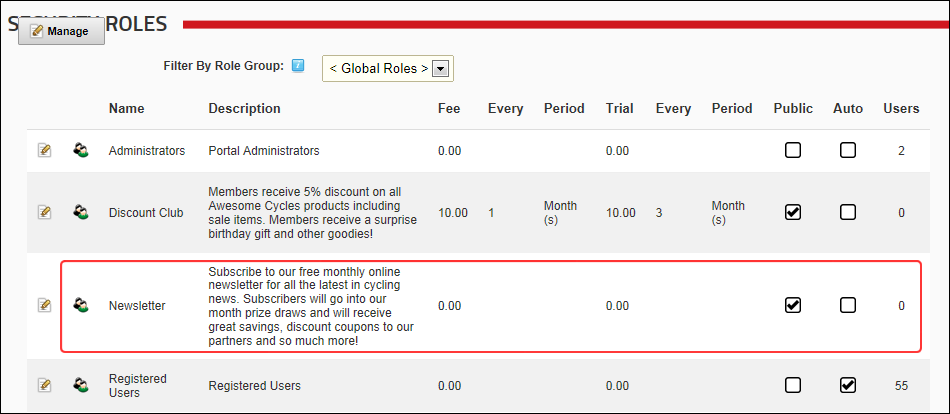 SECURITY ROLES
Manage
Filter By Role Group: ? < Global Roles >
Name Description Fee Every Period Trial Every Period Public Auto Users
Administrators Portal Administrators 0.00 0.00 2
Members receive 5% discount on all
Awesome Cycles products including
sale items. Members receive a surprise
birthday gift and other goodies!
Discount Club 10.00 1 Month
(s) 10.00 3 Month
(s) 0
Subscribe to our free monthly online
newsletter for all the latest in cycling
news. Subscribers will go into our
month prize draws and will receive
great savings, discount coupons to our
partners and so much more!
Newsletter 0.00 0.00 0
Registered
Users Registered Users 0.00 0.00 55